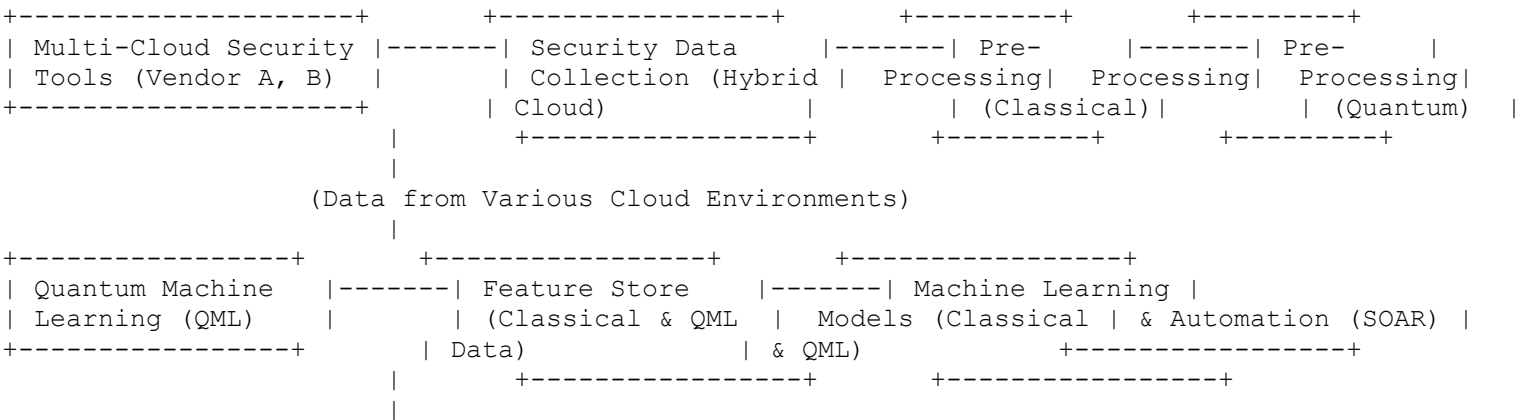 +---------------------+ +-----------------+ +---------+ +---------+
| Multi-Cloud Security |-------| Security Data |-------| Pre- |-------| Pre- |
| Tools (Vendor A, B) | | Collection (Hybrid | Processing| Processing| Processing|
+---------------------+ | Cloud) | | (Classical)| | (Quantum) |
| +-----------------+ +---------+ +---------+
|
(Data from Various Cloud Environments)
|
+-----------------+ +-----------------+ +-----------------+
| Quantum Machine |-------| Feature Store |-------| Machine Learning |
| Learning (QML) | | (Classical & QML | Models (Classical | & Automation (SOAR) |
+-----------------+ | Data) | & QML) +-----------------+
| +-----------------+ +-----------------+
|